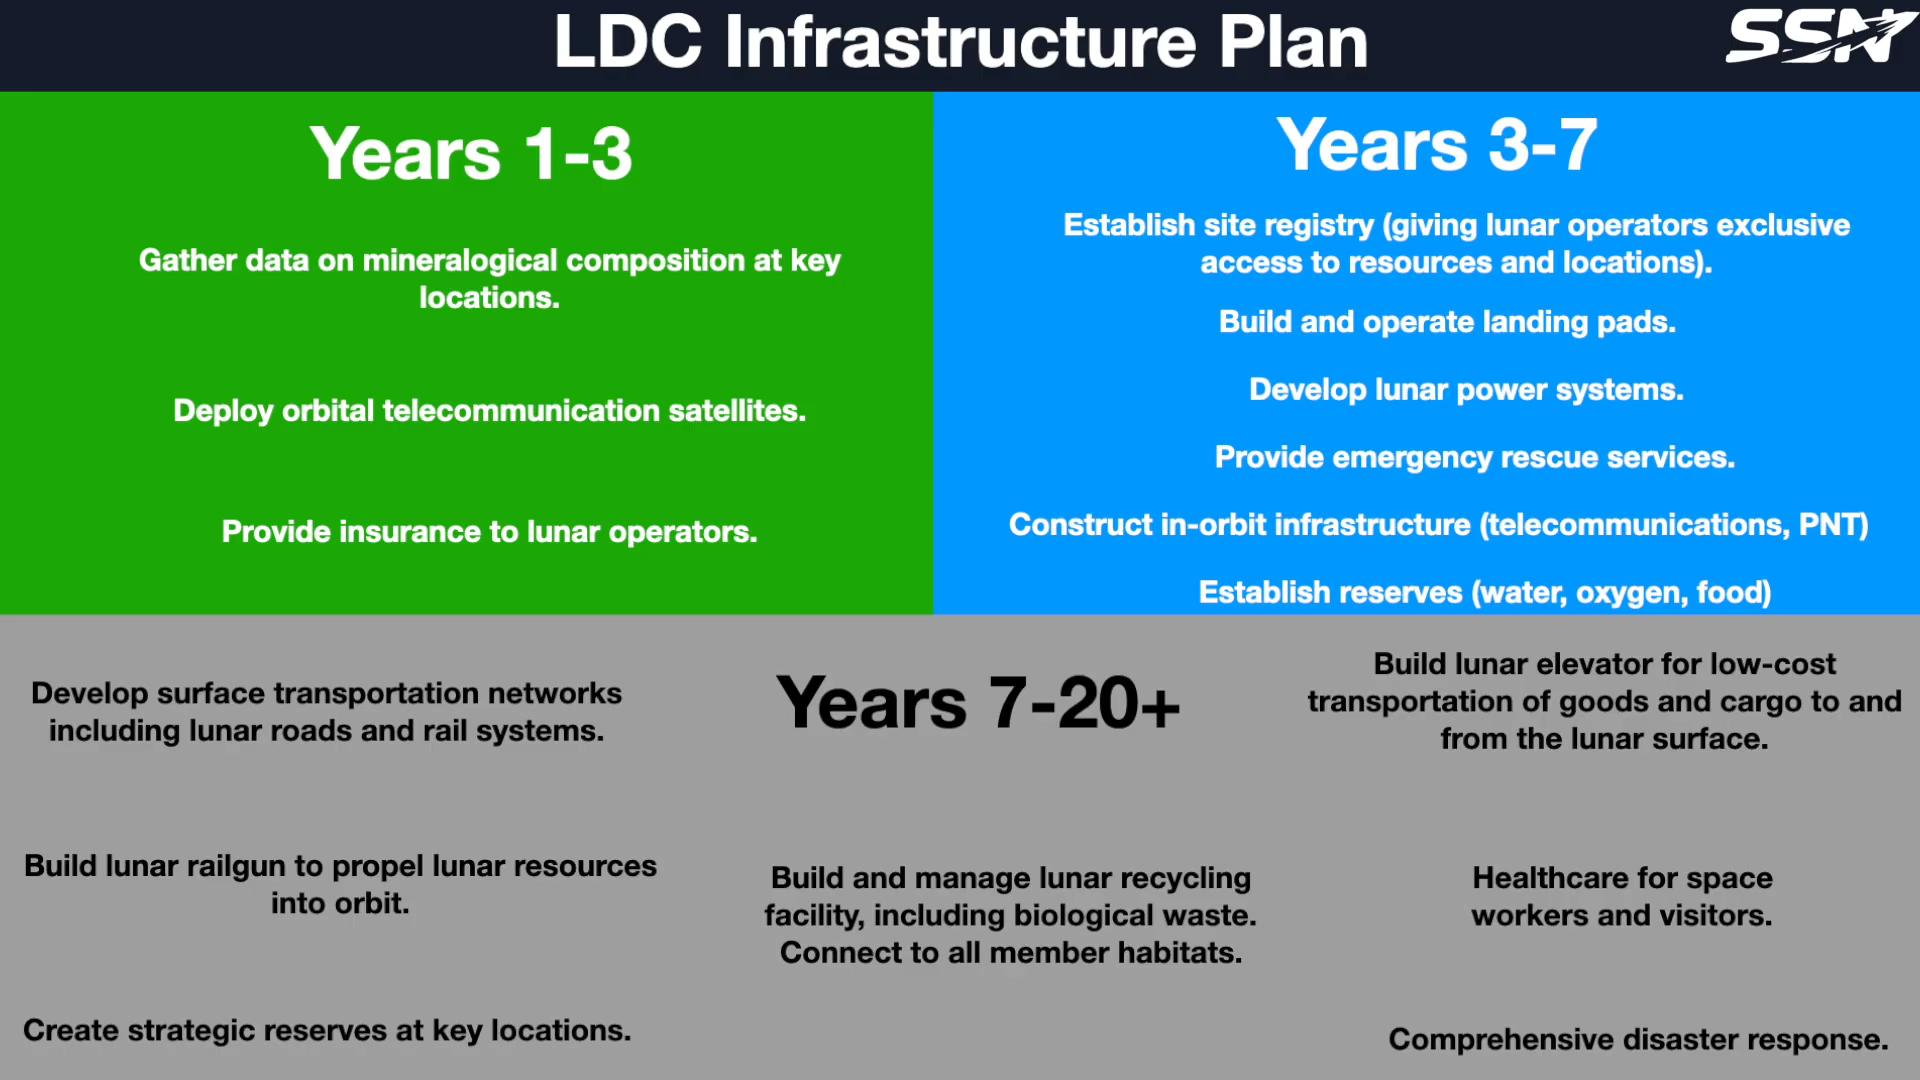 LDC Infrastructure Plan
SSN
Years 1-3
Gather data on mineralogical composition at key
locations.
Deploy orbital telecommunication satellites.
Provide insurance to lunar operators.
Years 3-7
Establish site registry (giving lunar operators exclusive
access to resources and locations).
Build and operate landing pads.
Develop lunar power systems.
Provide emergency rescue services.
Construct in-orbit infrastructure (telecommunications, PNT)
Establish reserves (water, oxygen, food)
Years 7-20+
Develop surface transportation networks
including lunar roads and rail systems.
Build lunar railgun to propel lunar resources
into orbit.
Create strategic reserves at key locations.
Build and manage lunar recycling
facility, including biological waste.
Connect to all member habitats.
Build lunar elevator for low-cost
transportation of goods and cargo to and
from the lunar surface.
Healthcare for space
workers and visitors.
Comprehensive disaster response.